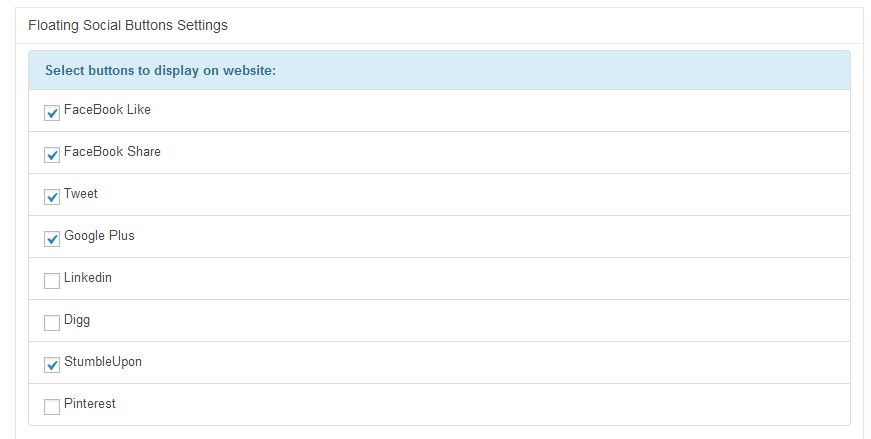 Floating Social Buttons Settings
Select buttons to display on website:
FaceBook Like
FaceBook Share
Tweet
Google Plus
Linkedin
Digg
StumbleUpon
Pinterest